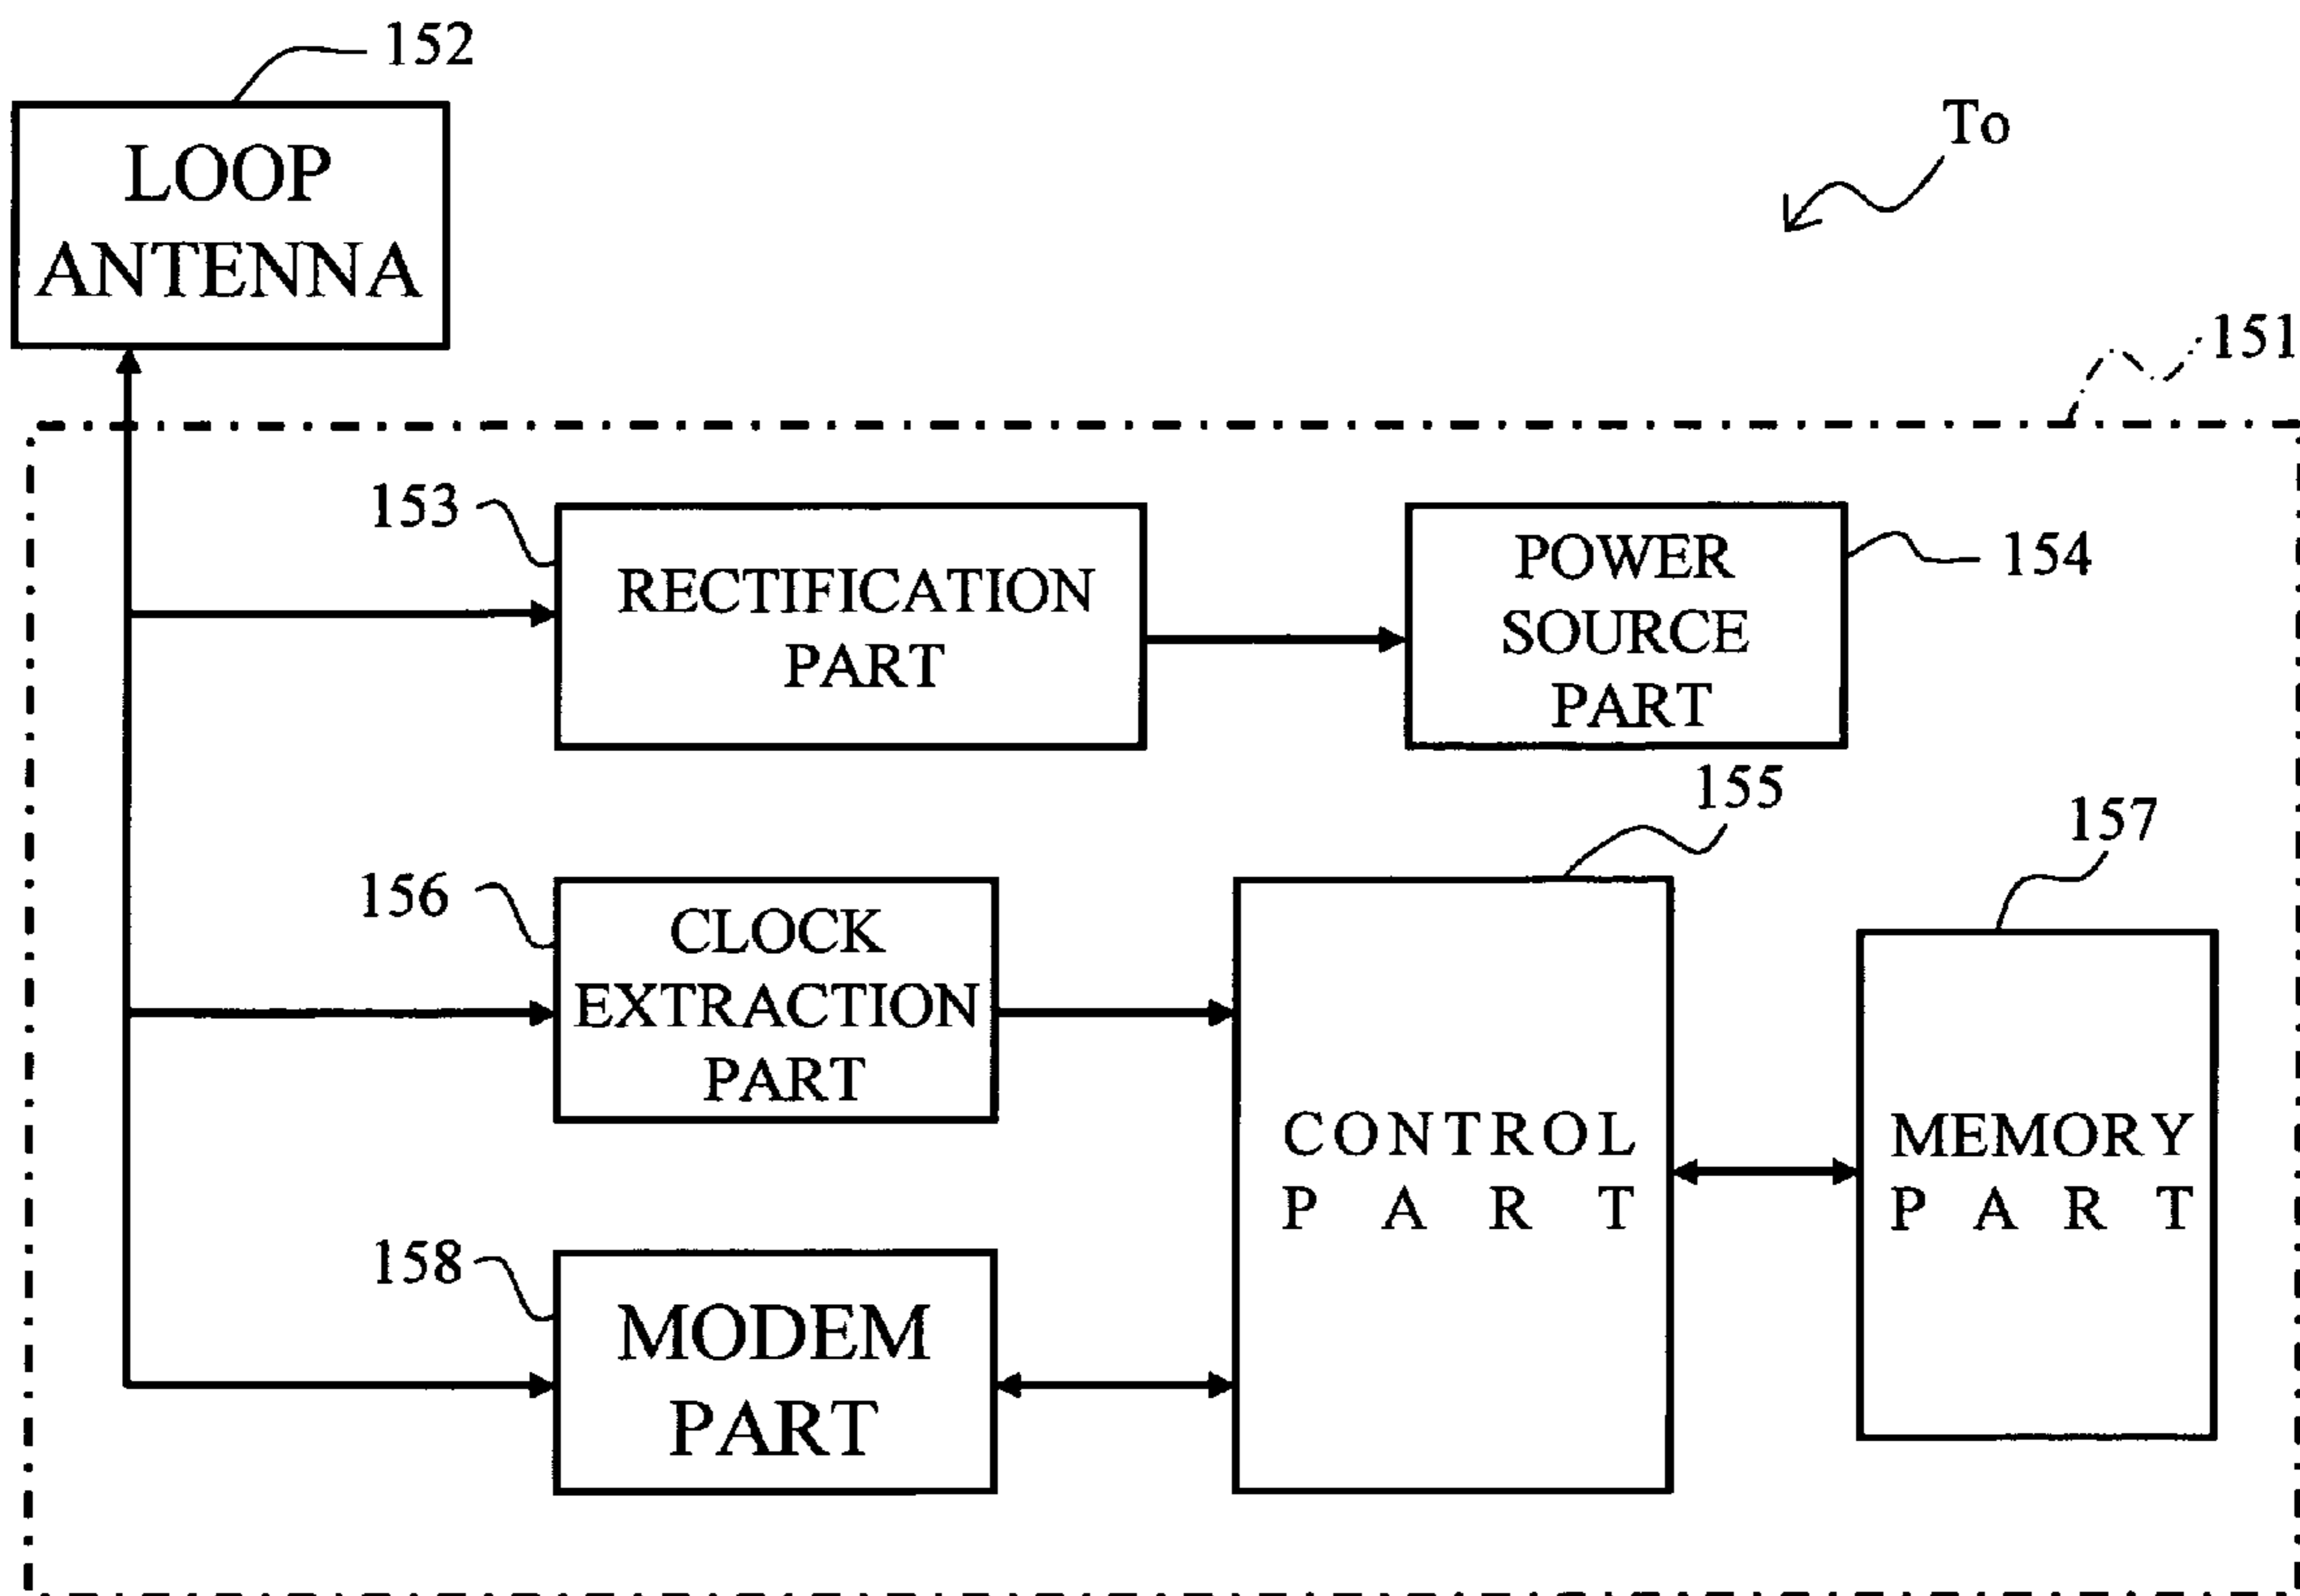 152
LOOP
ANTENNA
To
151
153
RECTIFICATION
PART
POWER
SOURCE
PART
154
155
157
156
CLOCK
EXTRACTION
PART
CONTROL
PART
MEMORY
PART
158
MODEM
PART